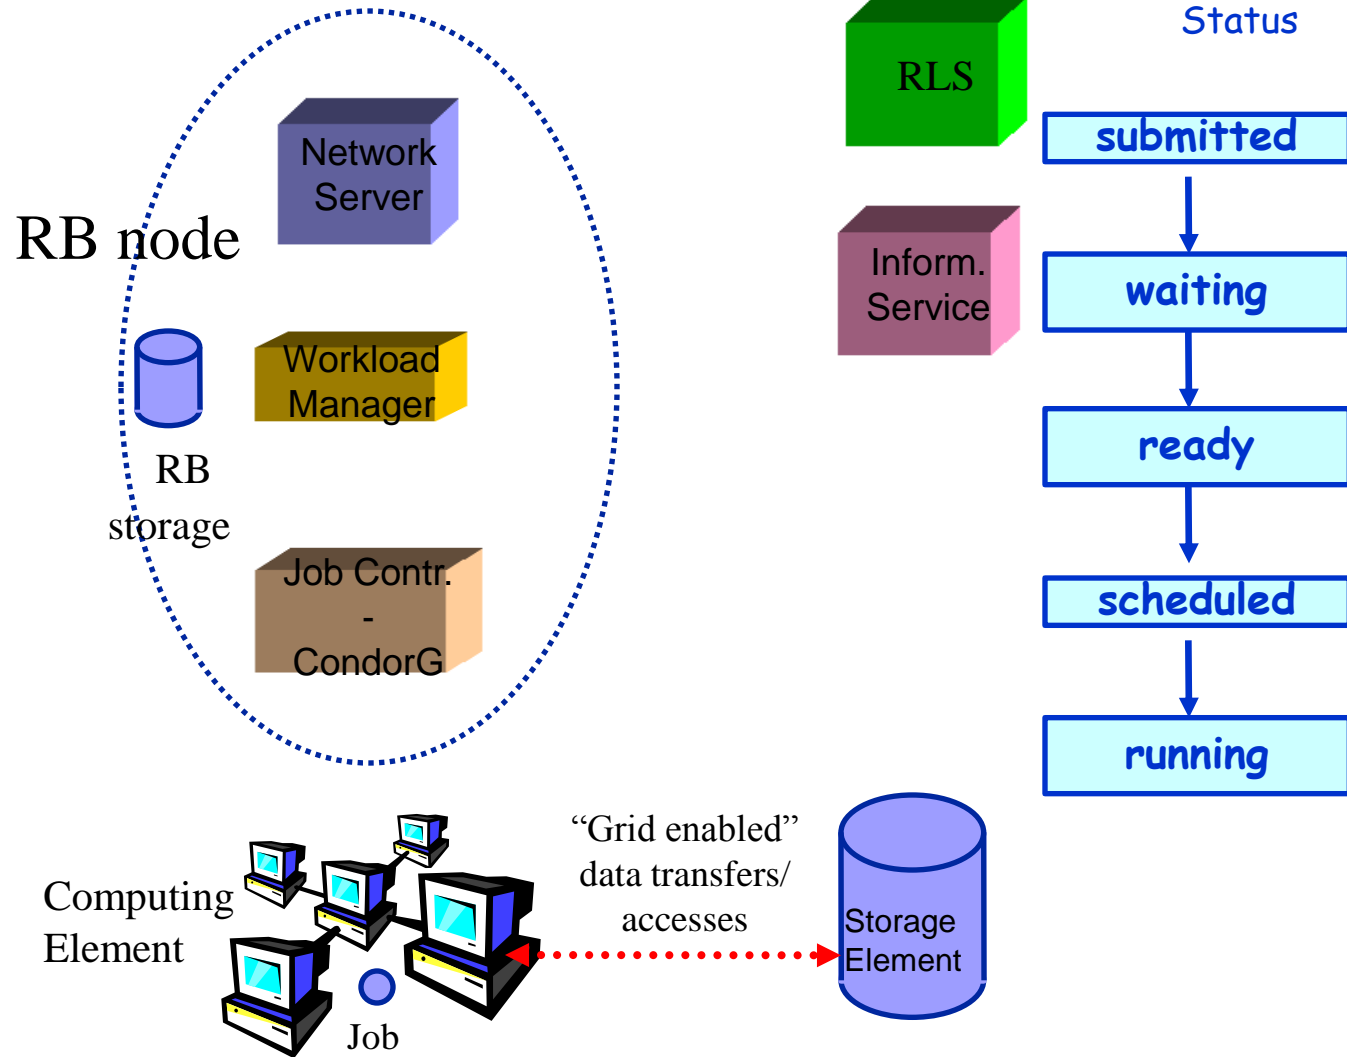 Status
RLS
submitted
Network
Server
RB node
Inform.
Service
waiting
Workload
Manager
ready
RB
storage
Job Contr.
-
CondorG
scheduled
running
“Grid enabled”
data transfers/
accesses
Computing
Element
Storage
Element
Job